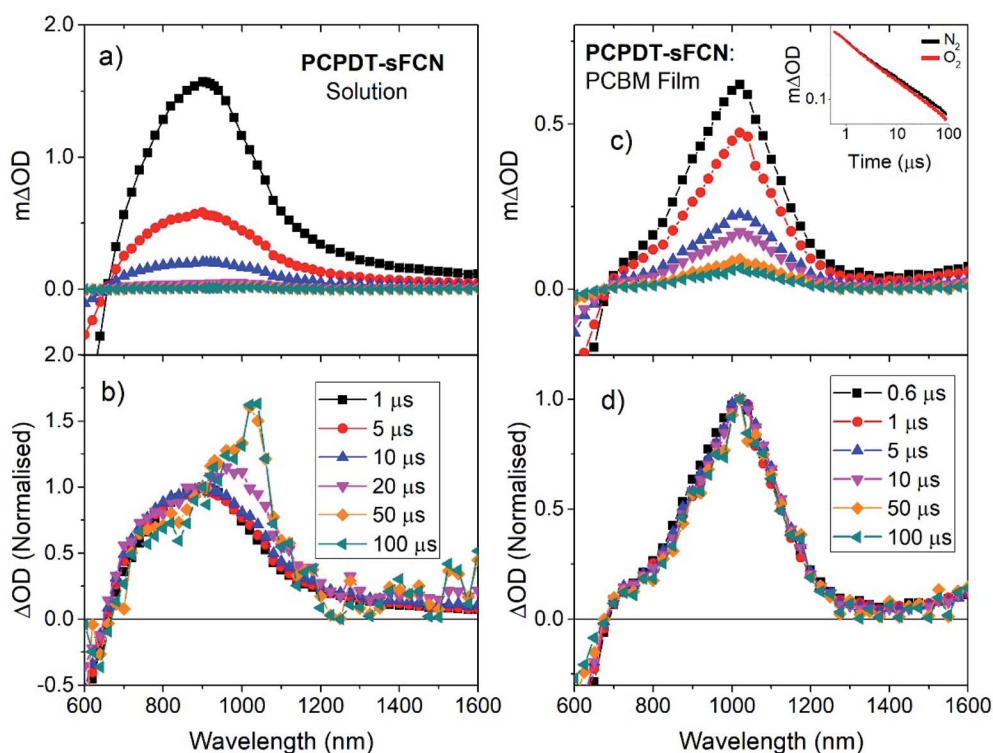 a)
PCPDT-sFCN
Solution
2.0
1.0
0.0
mΔOD
PCPDT-sFCN:
PCBM Film
c)
0.5
0.0
mΔOD
mΔOD
0.1
N₂
O₂
1 10 100
Time (μs)
b)
2.0
1.5
1.0
0.5
0.0
-0.5
ΔOD (Normalised)
1 μs
5 μs
10 μs
20 μs
50 μs
100 μs
600 800 1000 1200 1400 1600
Wavelength (nm)
d)
1.0
0.5
0.0
ΔOD (Normalised)
0.6 μs
1 μs
5 μs
10 μs
50 μs
100 μs
600 800 1000 1200 1400 1600
Wavelength (nm)